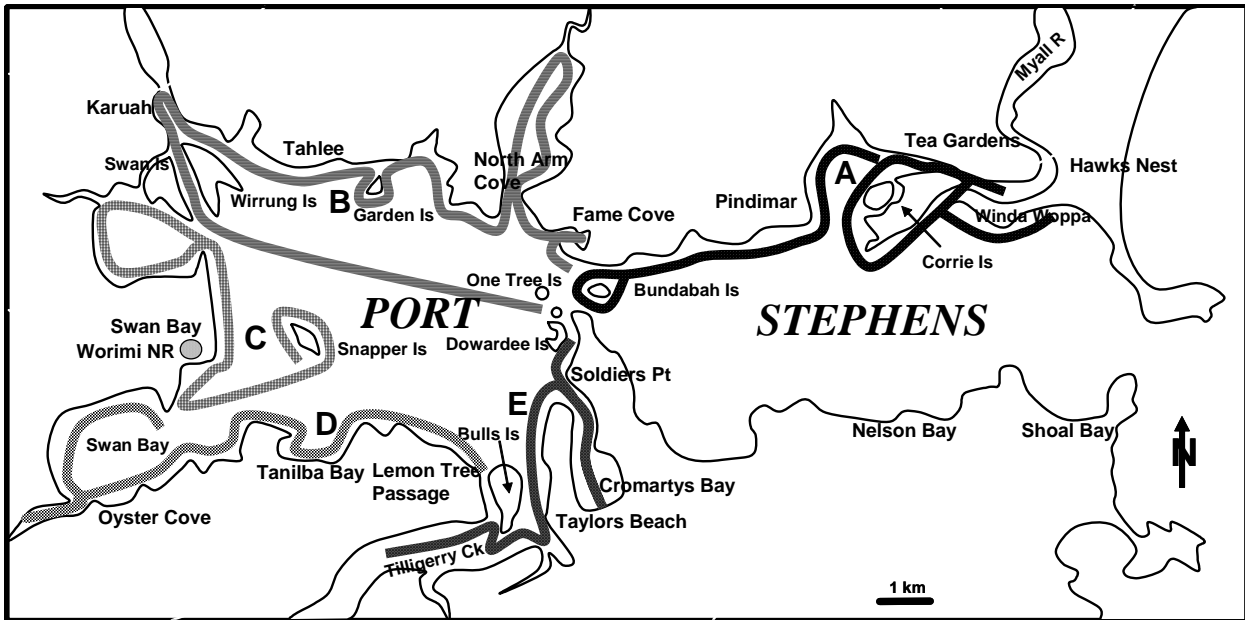 Myall R
Karuah
Tea Gardens
Tahlee
North Arm
Cove
Hawks Nest
Swan Is
A
Wirrung Is
B
Garden Is
Pindimar
Fame Cove
Winda Woppa
Corrie Is
One Tree Is
Bundabah Is
PORT
STEPHENS
Swan Bay
Worimi NR
C
Snapper Is
Dowardee Is
Soldiers Pt
E
D
Bulls Is
Nelson Bay
Shoal Bay
Swan Bay
Tanilba Bay
Lemon Tree
Passage
N
Cromartys Bay
Oyster Cove
Taylors Beach
Tilligerry Ck
1 km